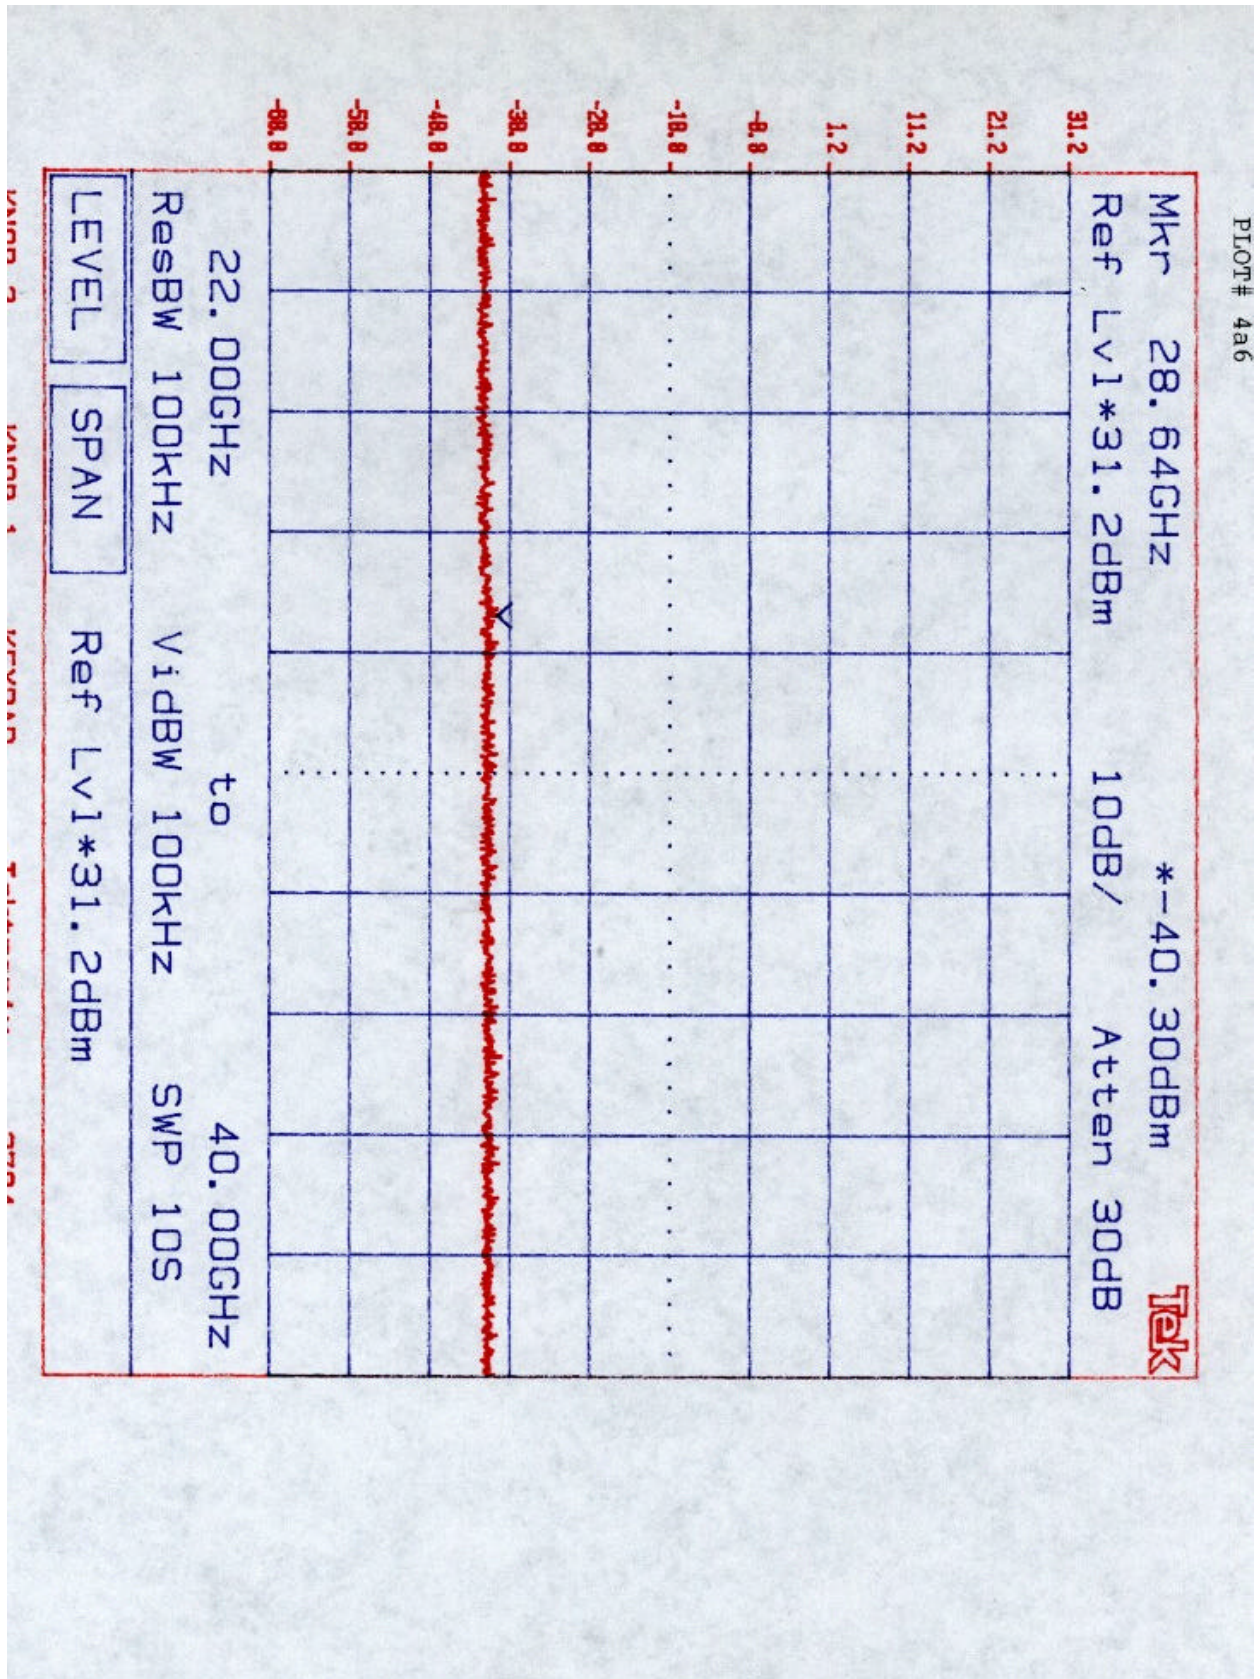 PLOT# 4a6
Mkr 28.64GHz *-40.30dBm Tek
Ref Lvl*31.2dBm 10dB/ Atten 30dB
31.2
21.2
11.2
1.2
-8.8
-18.8
-28.8
-38.8
-48.8
-58.8
-68.8
22.00GHz to 40.00GHz
ResBW 100kHz VidBW 100kHz SWP 10S
LEVEL SPAN Ref Lvl*31.2dBm